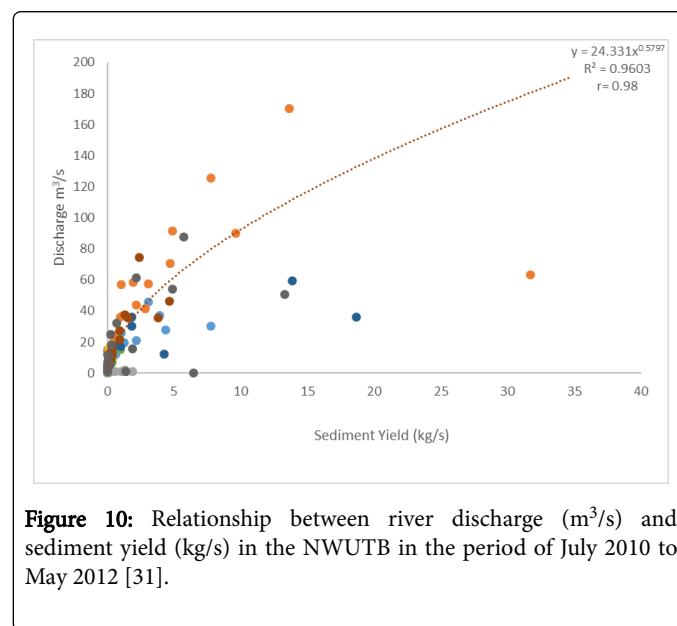 y = 24.331x^0.5797
R² = 0.9603
r= 0.98
200
180
160
140
120
100
80
60
40
20
0
Discharge m³/s
0 5 10 15 20 25 30 35 40
Sediment Yield (kg/s)
Figure 10: Relationship between river discharge (m³/s) and
sediment yield (kg/s) in the NWUTB in the period of July 2010 to
May 2012 [31].